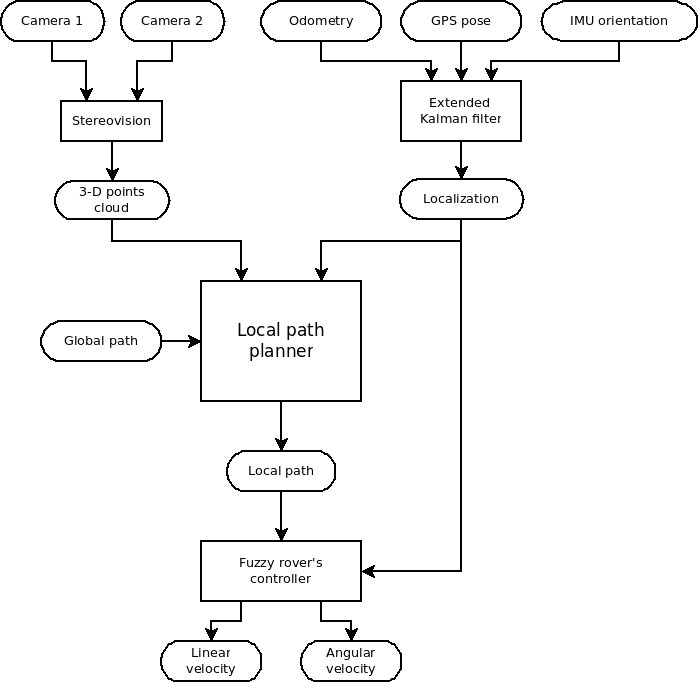 Camera 1
Camera 2
Odometry
GPS pose
IMU orientation
Stereovision
Extended
Kalman filter
3-D points
cloud
Localization
Global path
Local path
planner
Local path
Fuzzy rover's
controller
Linear
velocity
Angular
velocity